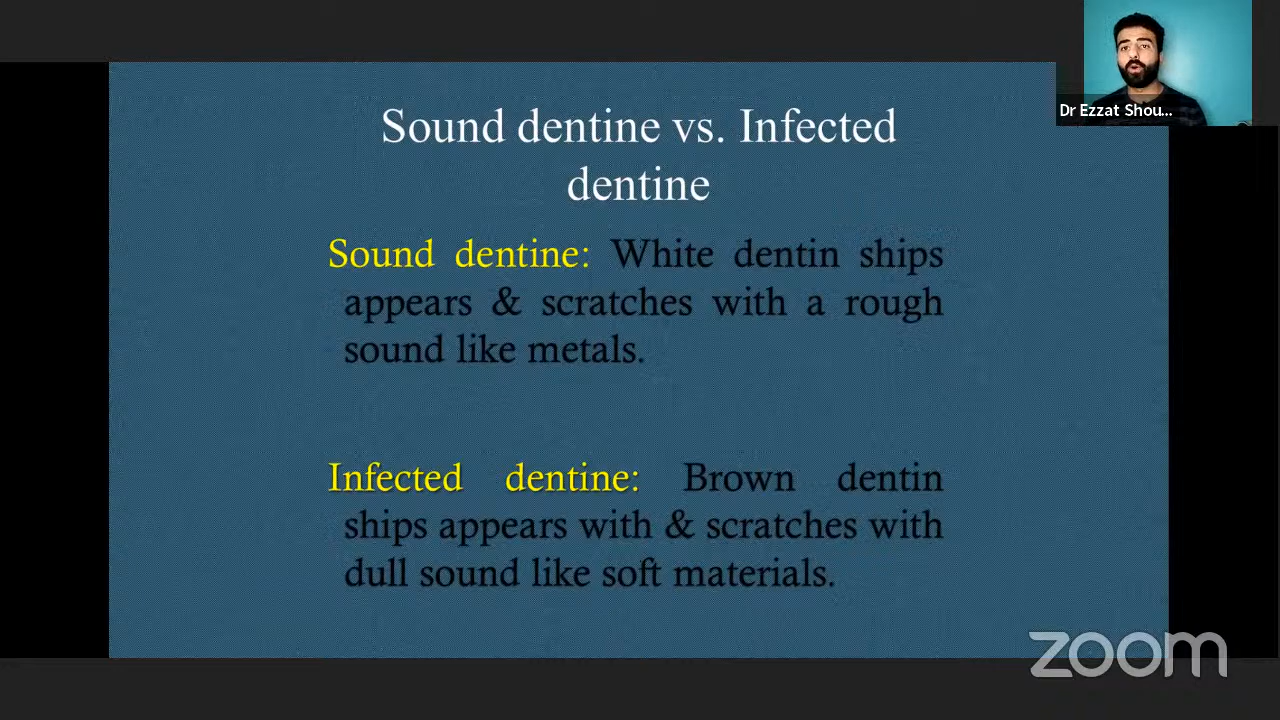 Dr Ezzat Shou...
Sound dentine vs. Infected
dentine
Sound dentine: White dentin ships
appears & scratches with a rough
sound like metals.
Infected dentine: Brown dentin
ships appears with & scratches with
dull sound like soft materials.
zoom